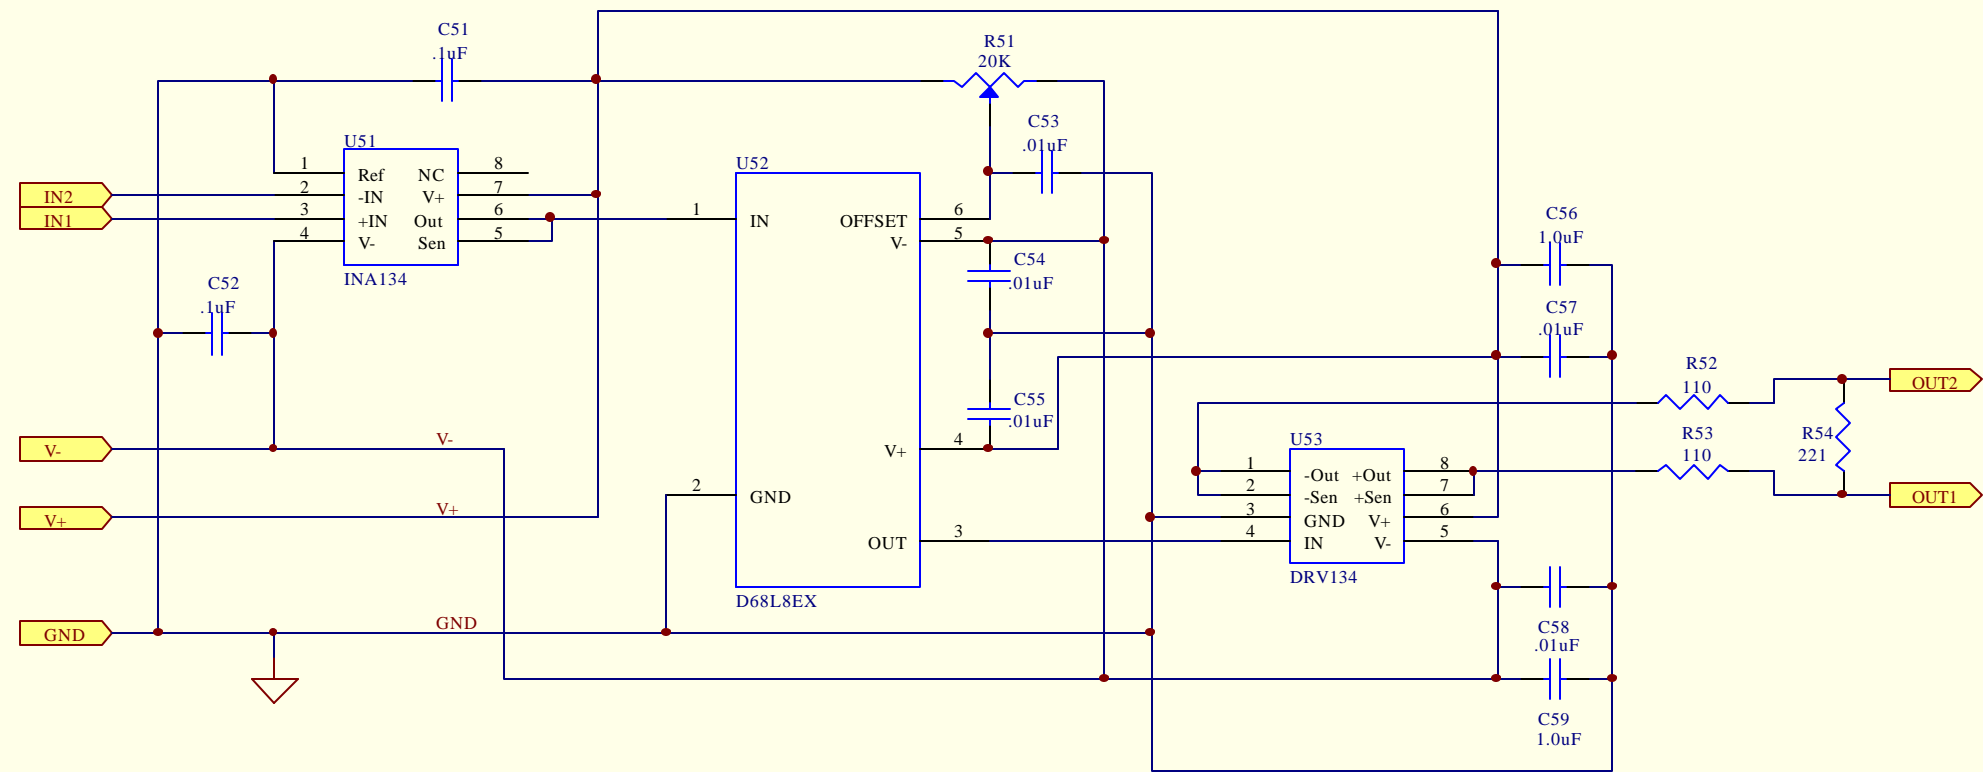 C51
.1uF
R51
20K
C53
.01uF
U51
1
2
3
4
Ref
-IN
+IN
V-
NC
V+
Out
Sen
8
7
6
5
INA134
IN2
IN1
C52
.1uF
U52
1
IN
OFFSET
V-
6
5
C54
.01uF
C55
.01uF
V+
4
2
GND
OUT
3
D68L8EX
C56
1.0uF
C57
.01uF
R52
110
R53
110
R54
221
OUT2
OUT1
U53
1
2
3
4
-Out
-Sen
GND
IN
+Out
+Sen
V+
V-
8
7
6
5
DRV134
V-
V-
V+
V+
GND
GND
C58
.01uF
C59
1.0uF